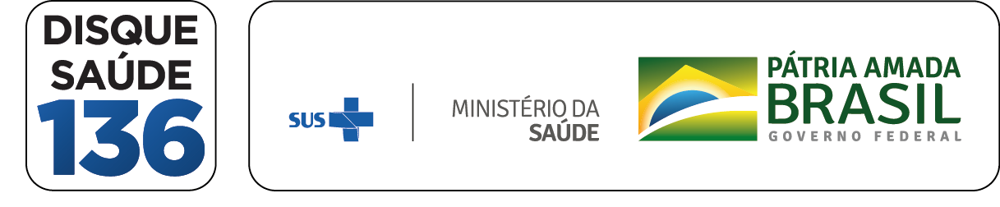 DISQUE
SAÚDE
136
SUS
MINISTÉRIO DA
SAÚDE
PÁTRIA AMADA
BRASIL
GOVERNO FEDERAL